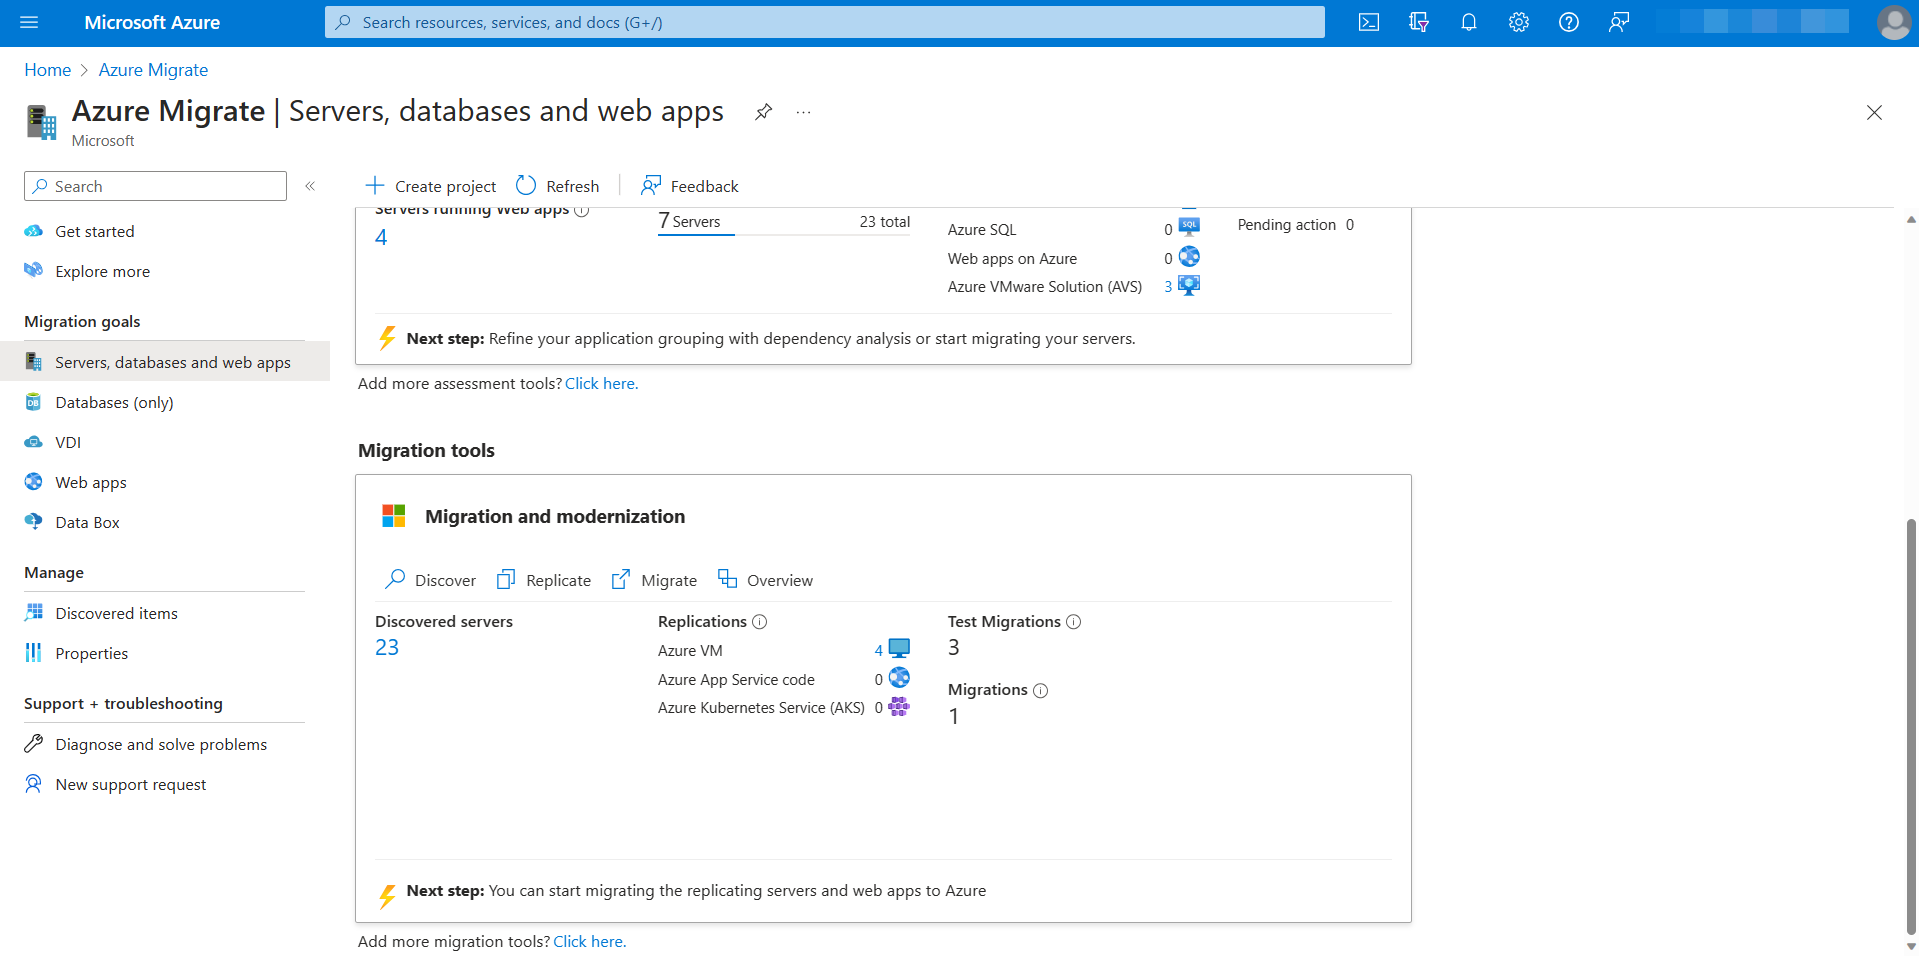 Microsoft Azure
Search resources, services, and docs (G+/)
Home > Azure Migrate
Azure Migrate | Servers, databases and web apps
Microsoft
Search
Get started
Explore more
Migration goals
Servers, databases and web apps
Databases (only)
VDI
Web apps
Data Box
Manage
Discovered items
Properties
Support + troubleshooting
Diagnose and solve problems
New support request
Create project
Refresh
Feedback
Servers running Web apps
4
7 Servers
23 total
Azure SQL 0
Web apps on Azure 0
Azure VMware Solution (AVS) 3
Pending action 0
Next step: Refine your application grouping with dependency analysis or start migrating your servers.
Add more assessment tools? Click here.
Migration tools
Migration and modernization
Discover
Replicate
Migrate
Overview
Discovered servers
23
Replications
Azure VM 4
Azure App Service code 0
Azure Kubernetes Service (AKS) 0
Test Migrations
3
Migrations
1
Next step: You can start migrating the replicating servers and web apps to Azure
Add more migration tools? Click here.